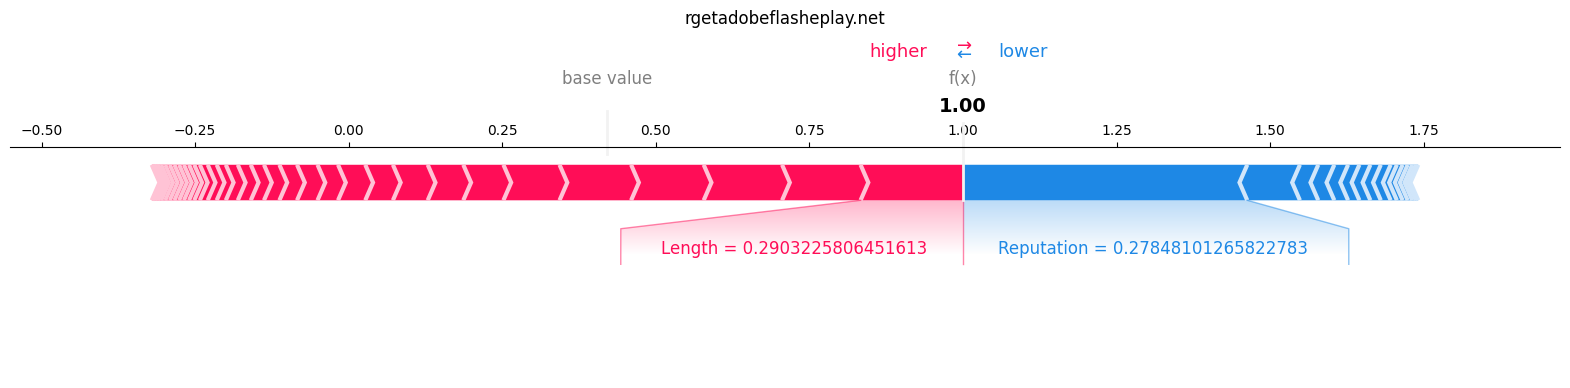 rgetadobeflasheplay.net
higher ⇄ lower
base value f(x)
1.00
−0.50 −0.25 0.00 0.25 0.50 0.75 1.00 1.25 1.50 1.75
Length = 0.2903225806451613 Reputation = 0.27848101265822783